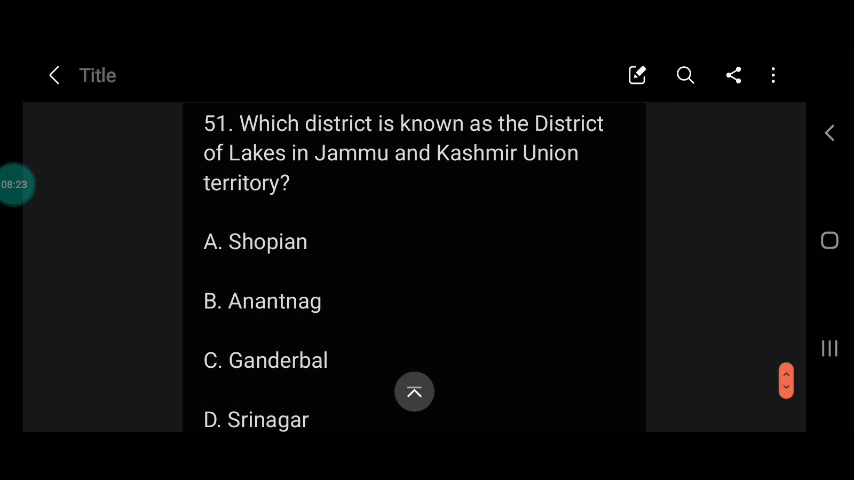 Title
51. Which district is known as the District
of Lakes in Jammu and Kashmir Union
territory?
08:23
A. Shopian
B. Anantnag
C. Ganderbal
D. Srinagar